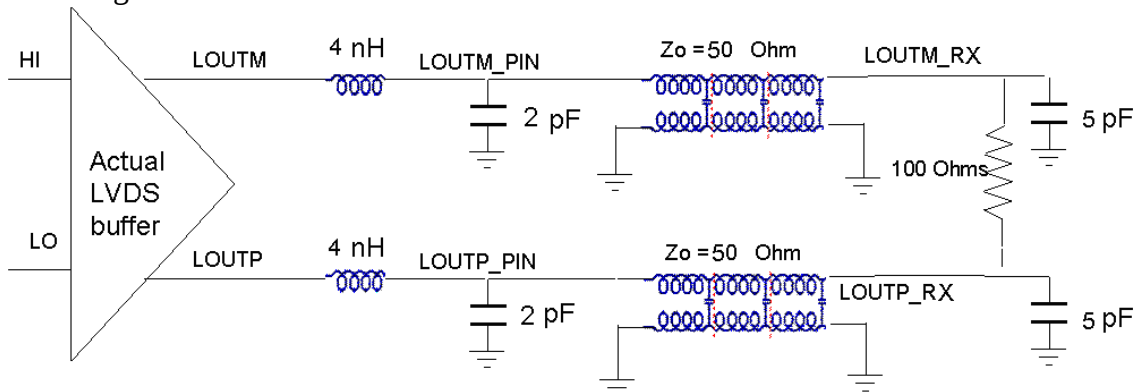 HI
LOUTM
4 nH
LOUTM_PIN
Zo = 50 Ohm
LOUTM_RX
2 pF
5 pF
Actual
LVDS
buffer
100 Ohms
LO
LOUTP
4 nH
LOUTP_PIN
Zo = 50 Ohm
LOUTP_RX
2 pF
5 pF